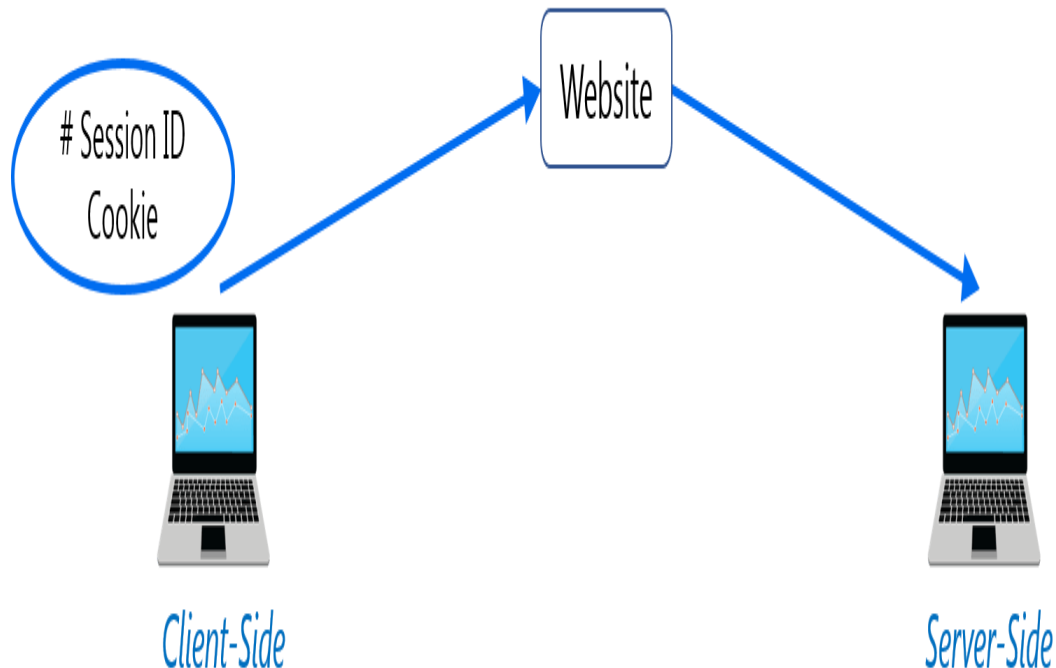 Website
# Session ID
Cookie
Client-Side
Server-Side